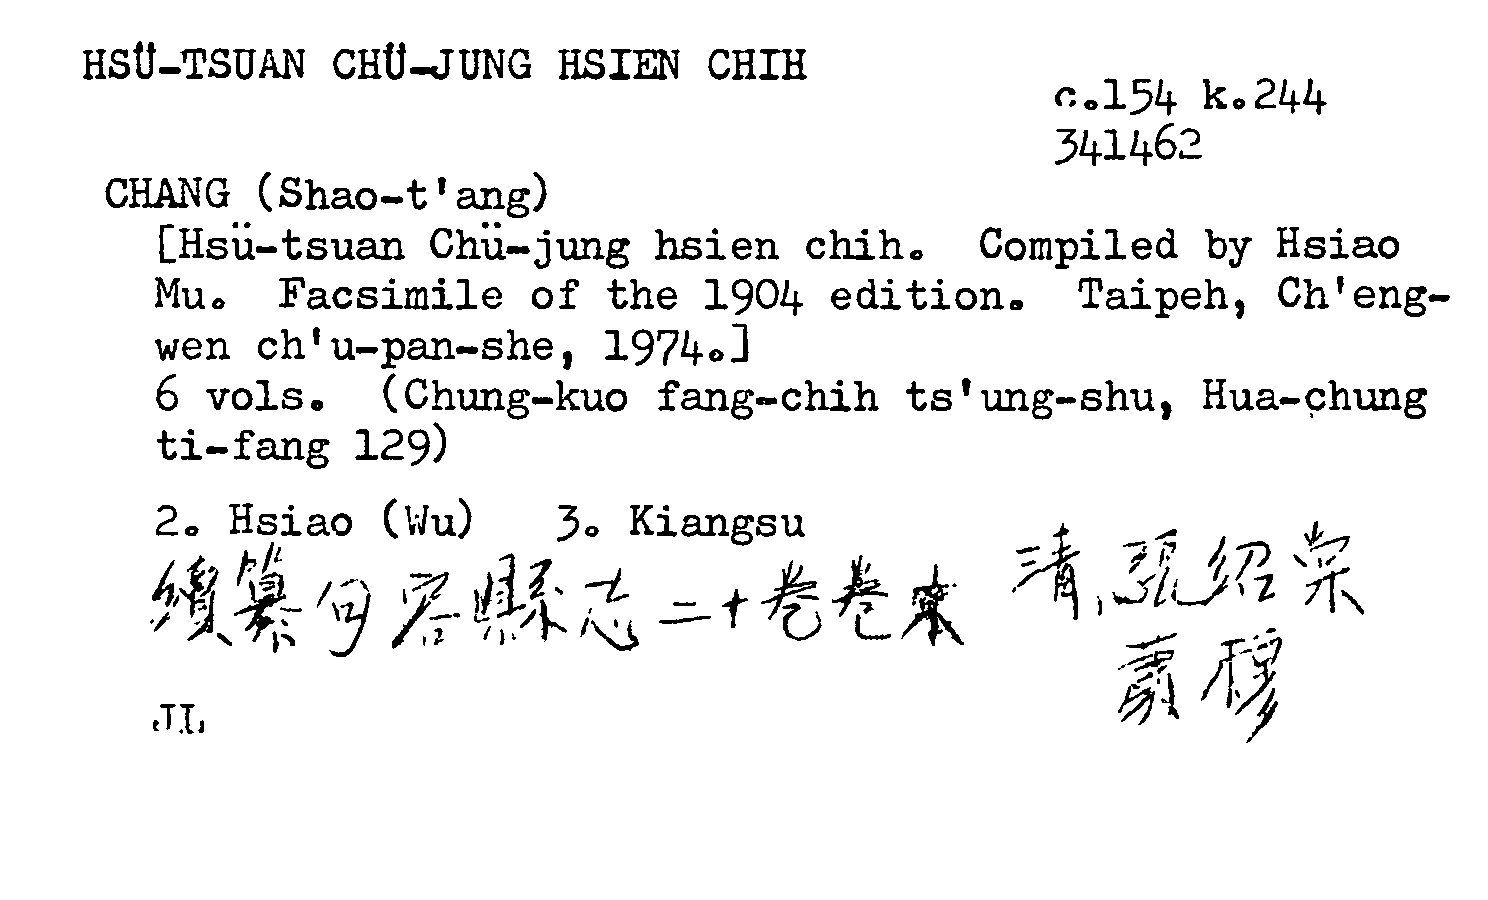 HSÜ-TSUAN CHÜ-JUNG HSIEN CHIH
c.154 k.244
341462
CHANG (Shao-t'ang)
[Hsü-tsuan Chü-jung hsien chih. Compiled by Hsiao
Mu. Facsimile of the 1904 edition. Taipeh, Ch'eng-
wen ch'u-pan-she, 1974.]
6 vols. (Chung-kuo fang-chih ts'ung-shu, Hua-chung
ti-fang 129)
2. Hsiao (Wu) 3. Kiangsu
續纂句容縣志二十卷卷末 清、張紹棠
蕭穆
JL